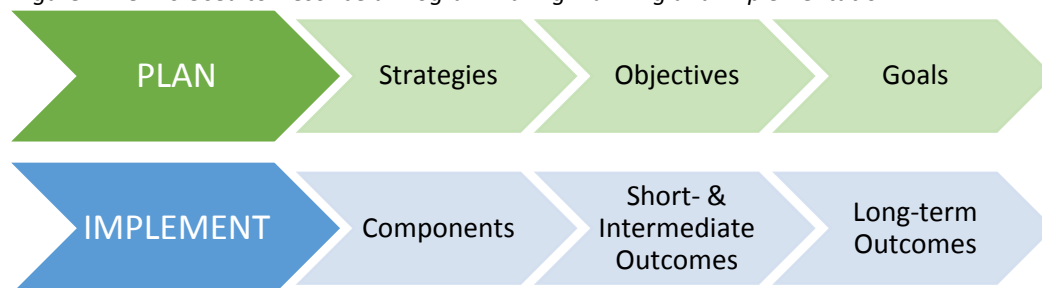 PLAN
Strategies
Objectives
Goals
IMPLEMENT
Components
Short- &
Intermediate
Outcomes
Long-term
Outcomes